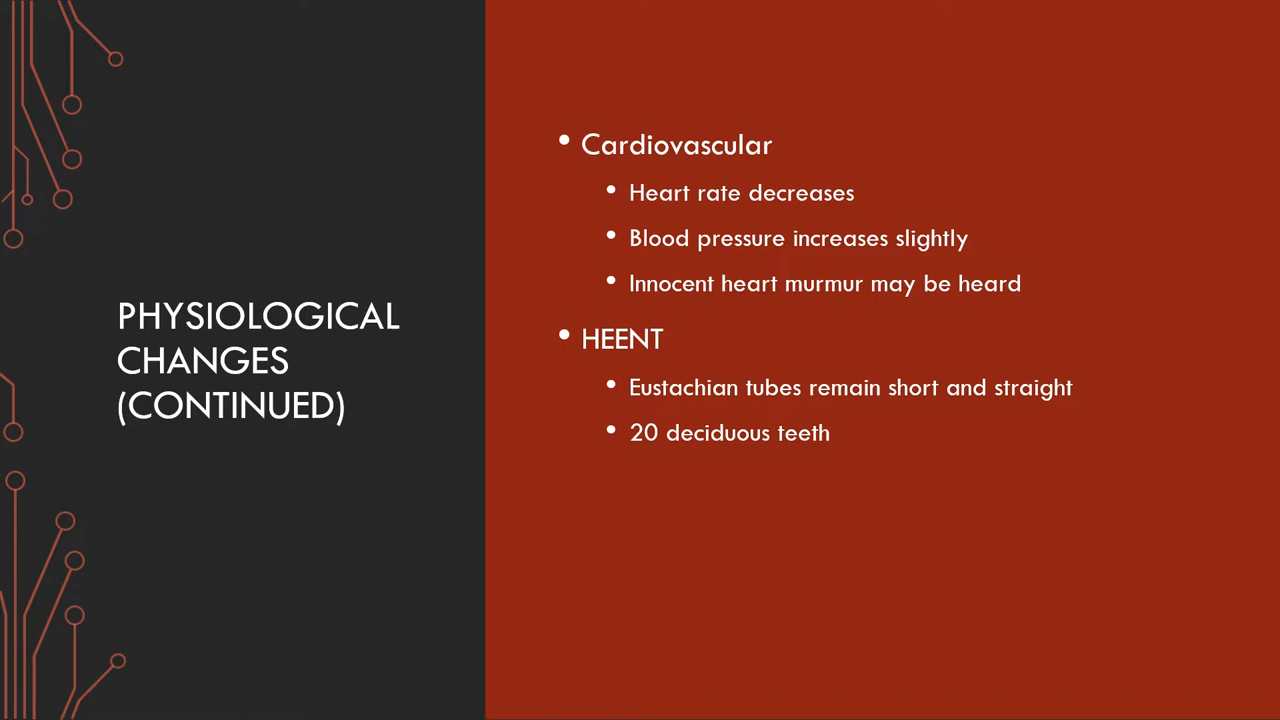 PHYSIOLOGICAL
CHANGES
(CONTINUED)
• Cardiovascular
• Heart rate decreases
• Blood pressure increases slightly
• Innocent heart murmur may be heard
• HEENT
• Eustachian tubes remain short and straight
• 20 deciduous teeth